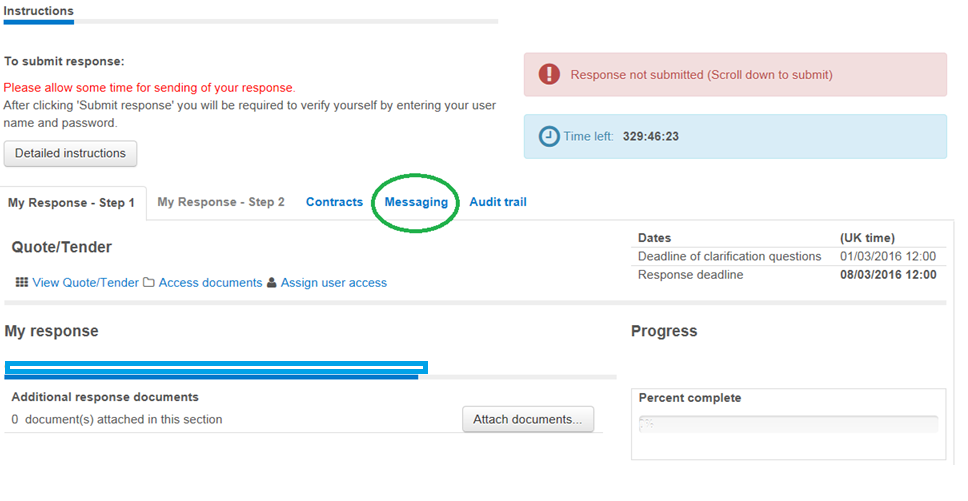 Instructions
To submit response:
Please allow some time for sending of your response.
After clicking 'Submit response' you will be required to verify yourself by entering your user
name and password.
Detailed instructions
Response not submitted (Scroll down to submit)
Time left: 329:46:23
My Response - Step 1 My Response - Step 2 Contracts Messaging Audit trail
Quote/Tender
View Quote/Tender Access documents Assign user access
Dates (UK time)
Deadline of clarification questions 01/03/2016 12:00
Response deadline 08/03/2016 12:00
My response
Additional response documents
0 document(s) attached in this section
Attach documents...
Progress
Percent complete